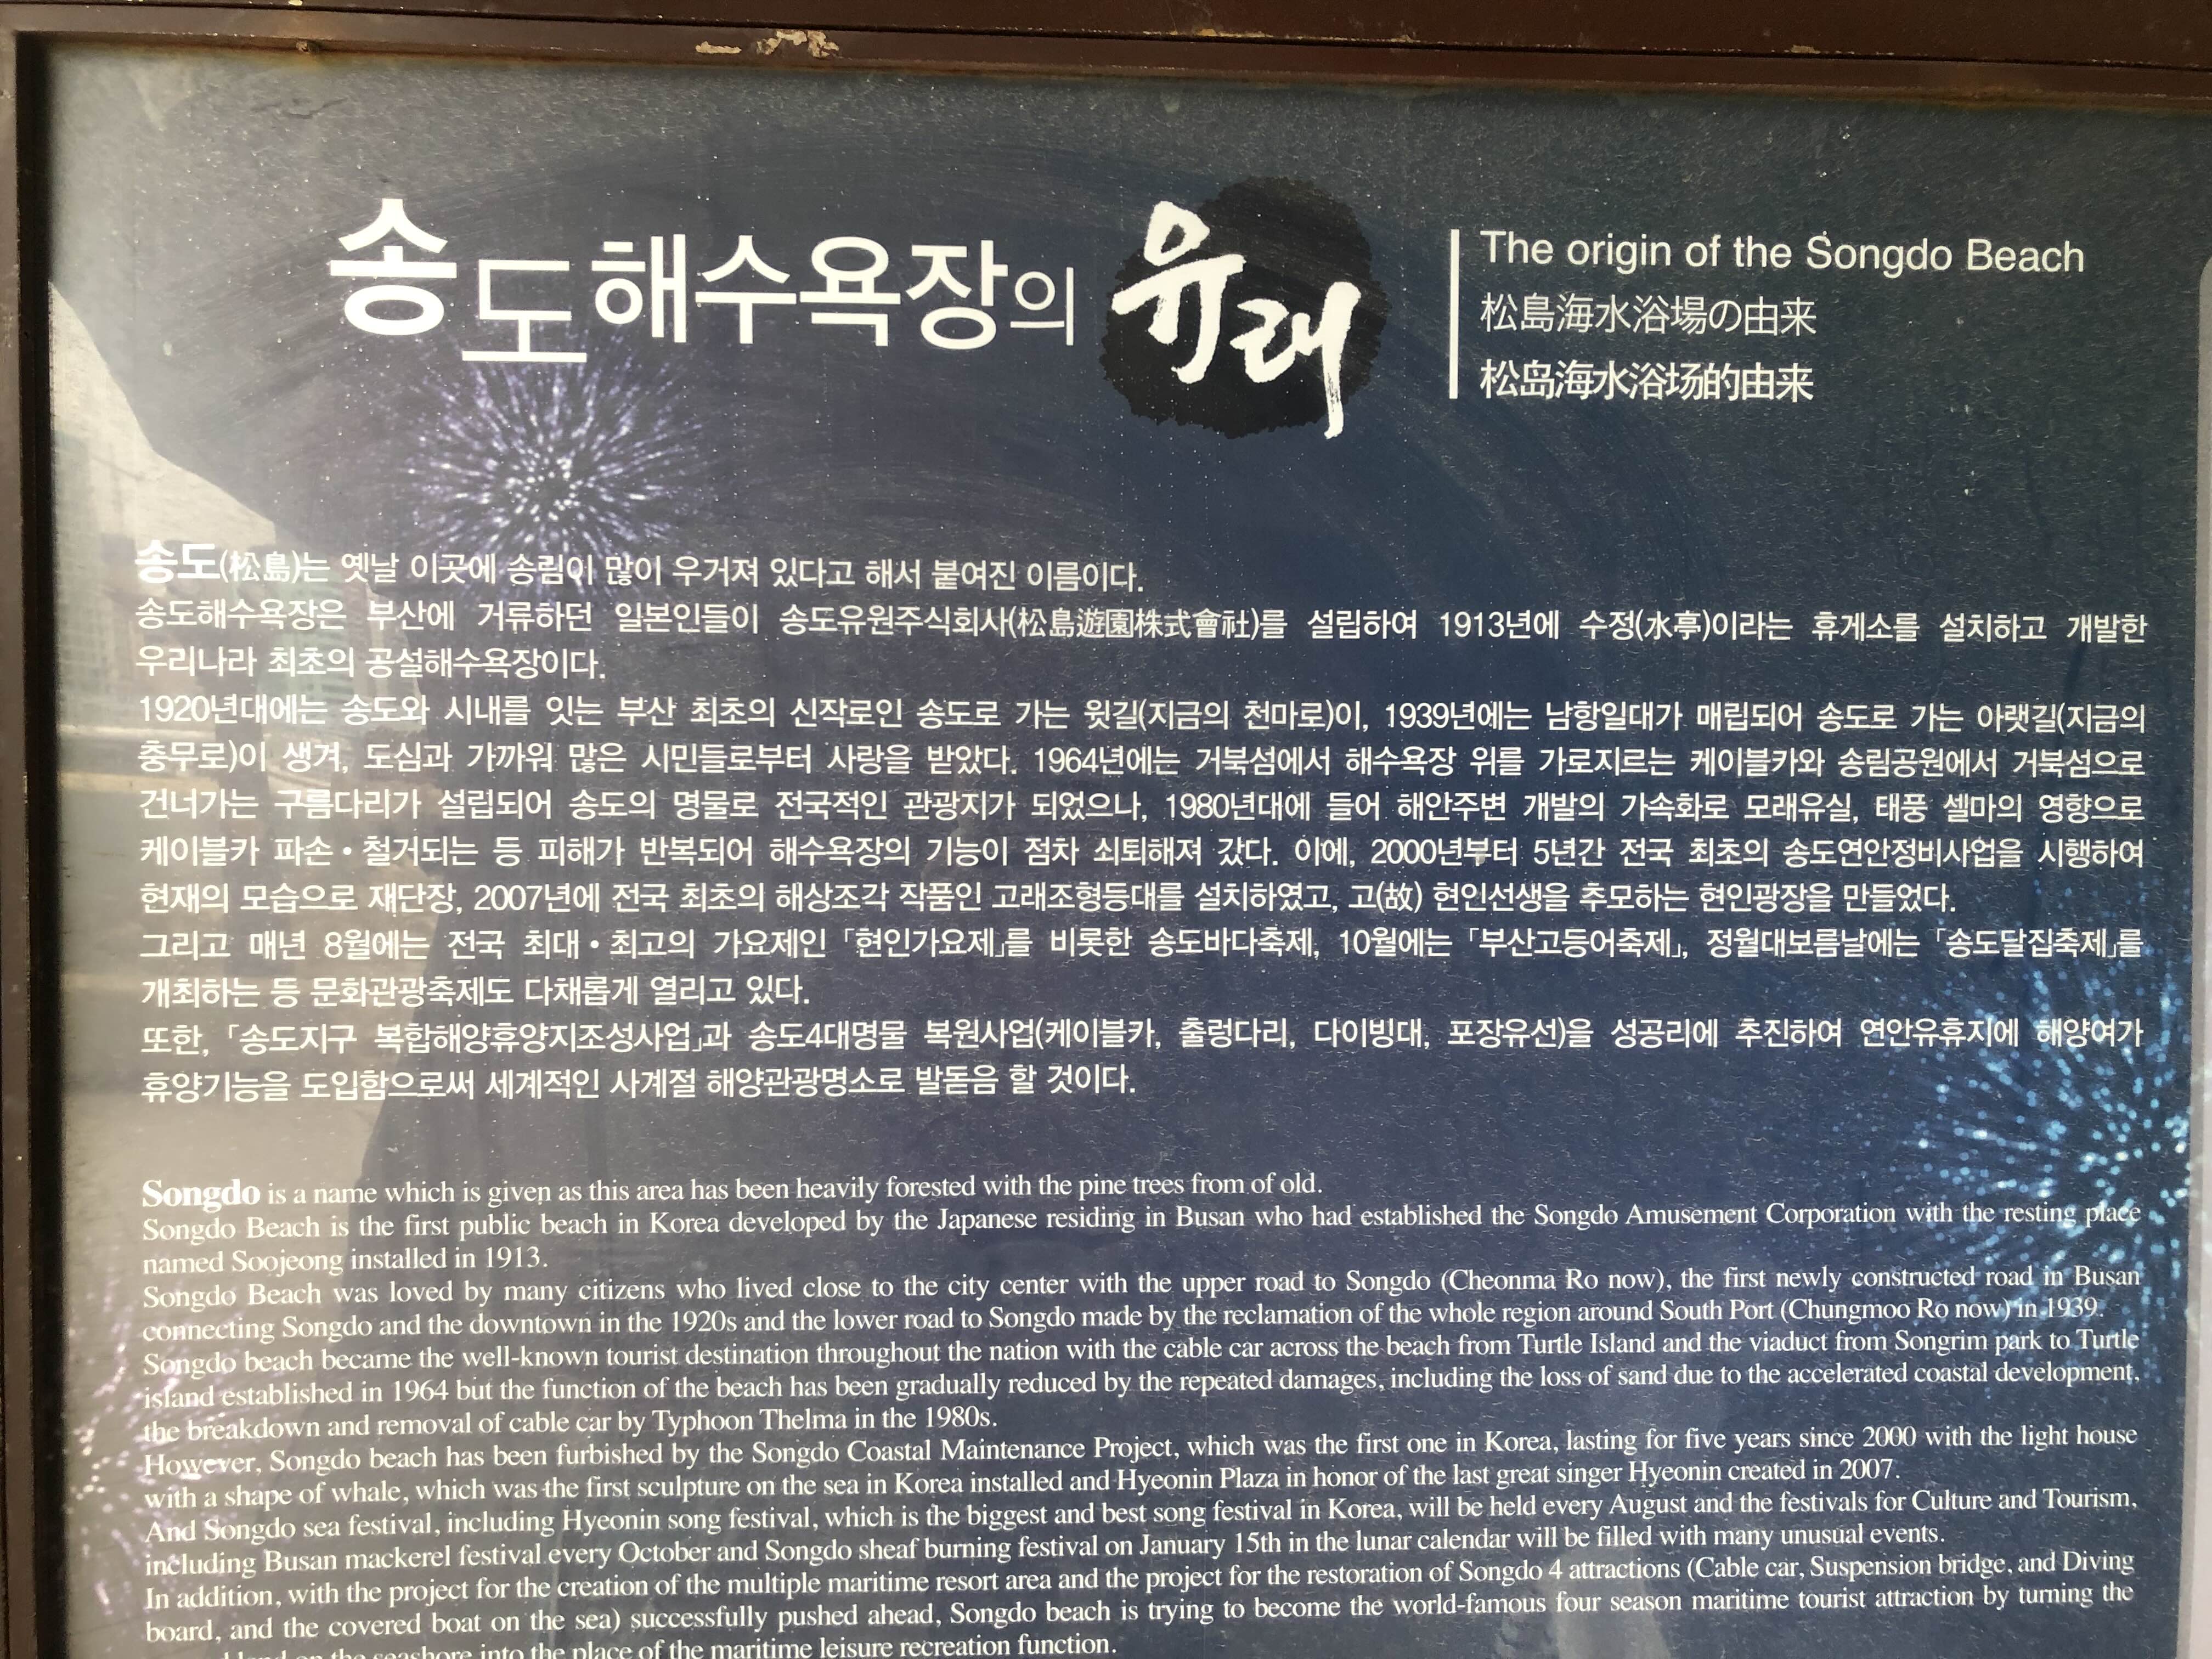 송도해수욕장의 유래
The origin of the Songdo Beach
松島海水浴場の由来
松岛海水浴场的由来
송도(松島)는 옛날 이곳에 송림이 많이 우거져 있다고 해서 붙여진 이름이다.
송도해수욕장은 부산에 거류하던 일본인들이 송도유원주식회사(松島遊園株式會社)를 설립하여 1913년에 수정(水亭)이라는 휴게소를 설치하고 개발한
우리나라 최초의 공설해수욕장이다.
1920년대에는 송도와 시내를 잇는 부산 최초의 신작로인 송도로 가는 윗길(지금의 천마로)이, 1939년에는 남항일대가 매립되어 송도로 가는 아랫길(지금의
충무로)이 생겨, 도심과 가까워 많은 시민들로부터 사랑을 받았다. 1964년에는 거북섬에서 해수욕장 위를 가로지르는 케이블카와 송림공원에서 거북섬으로
건너가는 구름다리가 설립되어 송도의 명물로 전국적인 관광지가 되었으나, 1980년대에 들어 해안주변 개발의 가속화로 모래유실, 태풍 셀마의 영향으로
케이블카 파손·철거되는 등 피해가 반복되어 해수욕장의 기능이 점차 쇠퇴해져 갔다. 이에, 2000년부터 5년간 전국 최초의 송도연안정비사업을 시행하여
현재의 모습으로 재단장, 2007년에 전국 최초의 해상조각 작품인 고래조형등대를 설치하였고, 고(故) 현인선생을 추모하는 현인광장을 만들었다.
그리고 매년 8월에는 전국 최대·최고의 가요제인 「현인가요제」를 비롯한 송도바다축제, 10월에는 「부산고등어축제」, 정월대보름날에는 「송도달집축제」를
개최하는 등 문화관광축제도 다채롭게 열리고 있다.
또한, 「송도지구 복합해양휴양지조성사업」과 송도4대명물 복원사업(케이블카, 출렁다리, 다이빙대, 포장유선)을 성공리에 추진하여 연안유휴지에 해양여가
휴양기능을 도입함으로써 세계적인 사계절 해양관광명소로 발돋음 할 것이다.
Songdo is a name which is given as this area has been heavily forested with the pine trees from of old.
Songdo Beach is the first public beach in Korea developed by the Japanese residing in Busan who had established the Songdo Amusement Corporation with the resting place
named Soojeong installed in 1913.
Songdo Beach was loved by many citizens who lived close to the city center with the upper road to Songdo (Cheonma Ro now), the first newly constructed road in Busan
connecting Songdo and the downtown in the 1920s and the lower road to Songdo made by the reclamation of the whole region around South Port (Chungmoo Ro now) in 1939.
Songdo beach became the well-known tourist destination throughout the nation with the cable car across the beach from Turtle Island and the viaduct from Songrim park to Turtle
island established in 1964 but the function of the beach has been gradually reduced by the repeated damages, including the loss of sand due to the accelerated coastal development,
the breakdown and removal of cable car by Typhoon Thelma in the 1980s.
However, Songdo beach has been furbished by the Songdo Coastal Maintenance Project, which was the first one in Korea, lasting for five years since 2000 with the light house
with a shape of whale, which was the first sculpture on the sea in Korea installed and Hyeonin Plaza in honor of the last great singer Hyeonin created in 2007.
And Songdo sea festival, including Hyeonin song festival, which is the biggest and best song festival in Korea, will be held every August and the festivals for Culture and Tourism,
including Busan mackerel festival every October and Songdo sheaf burning festival on January 15th in the lunar calendar will be filled with many unusual events.
In addition, with the project for the creation of the multiple maritime resort area and the project for the restoration of Songdo 4 attractions (Cable car, Suspension bridge, and Diving
board, and the covered boat on the sea) successfully pushed ahead, Songdo beach is trying to become the world-famous four season maritime tourist attraction by turning the
on the seashore into the place of the maritime leisure recreation function.